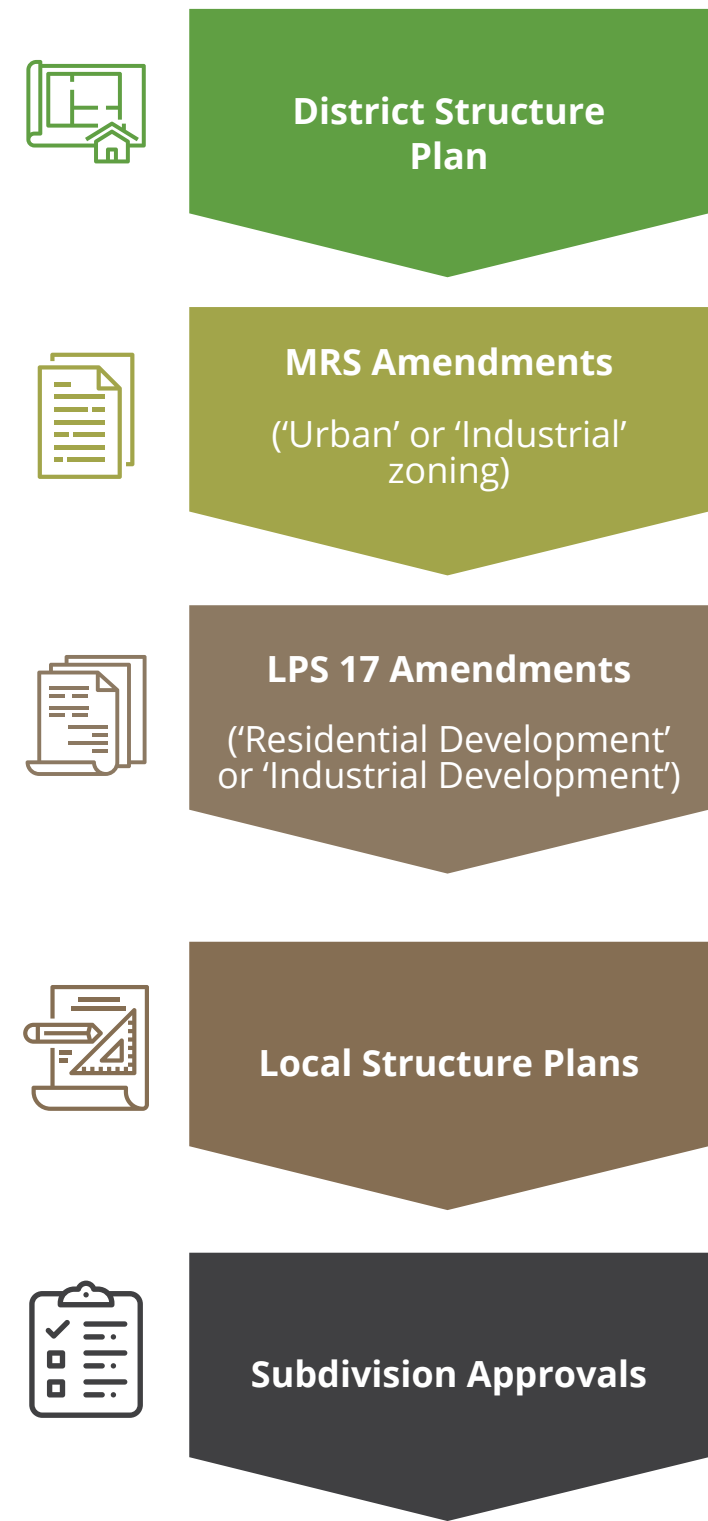 District Structure
Plan
MRS Amendments
(‘Urban’ or ‘Industrial’
zoning)
LPS 17 Amendments
(‘Residential Development’
or ‘Industrial Development’)
Local Structure Plans
Subdivision Approvals